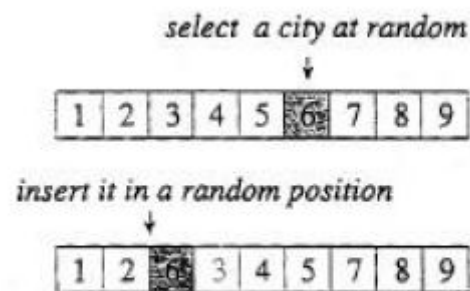 select a city at random
1 2 3 4 5 6 7 8 9
insert it in a random position
1 2 6 3 4 5 7 8 9